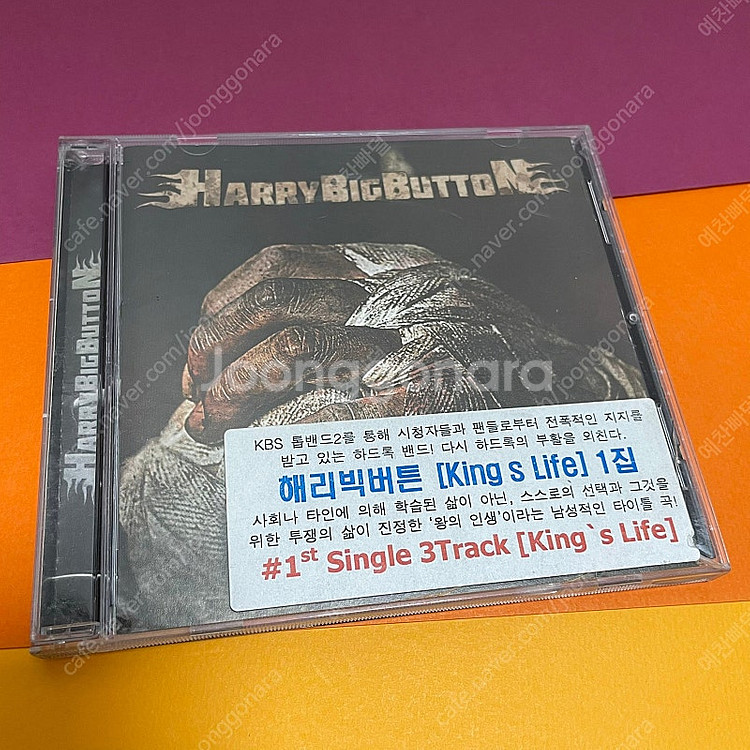 HARRYBIGBUTTON
HARRYBIGBUTTON
KBS 톱밴드2를 통해 시청자들과 팬들로부터 전폭적인 지지를
받고 있는 하드록 밴드! 다시 하드록의 부활을 외친다.
해리빅버튼 [King s Life] 1집
사회나 타인에 의해 학습된 삶이 아닌, 스스로의 선택과 그것을
위한 투쟁의 삶이 진정한 '왕의 인생'이라는 남성적인 타이틀 곡!
#1st Single 3Track [King`s Life]
Joonggonara
cafe.naver.com/joonggonara
예찬빠들